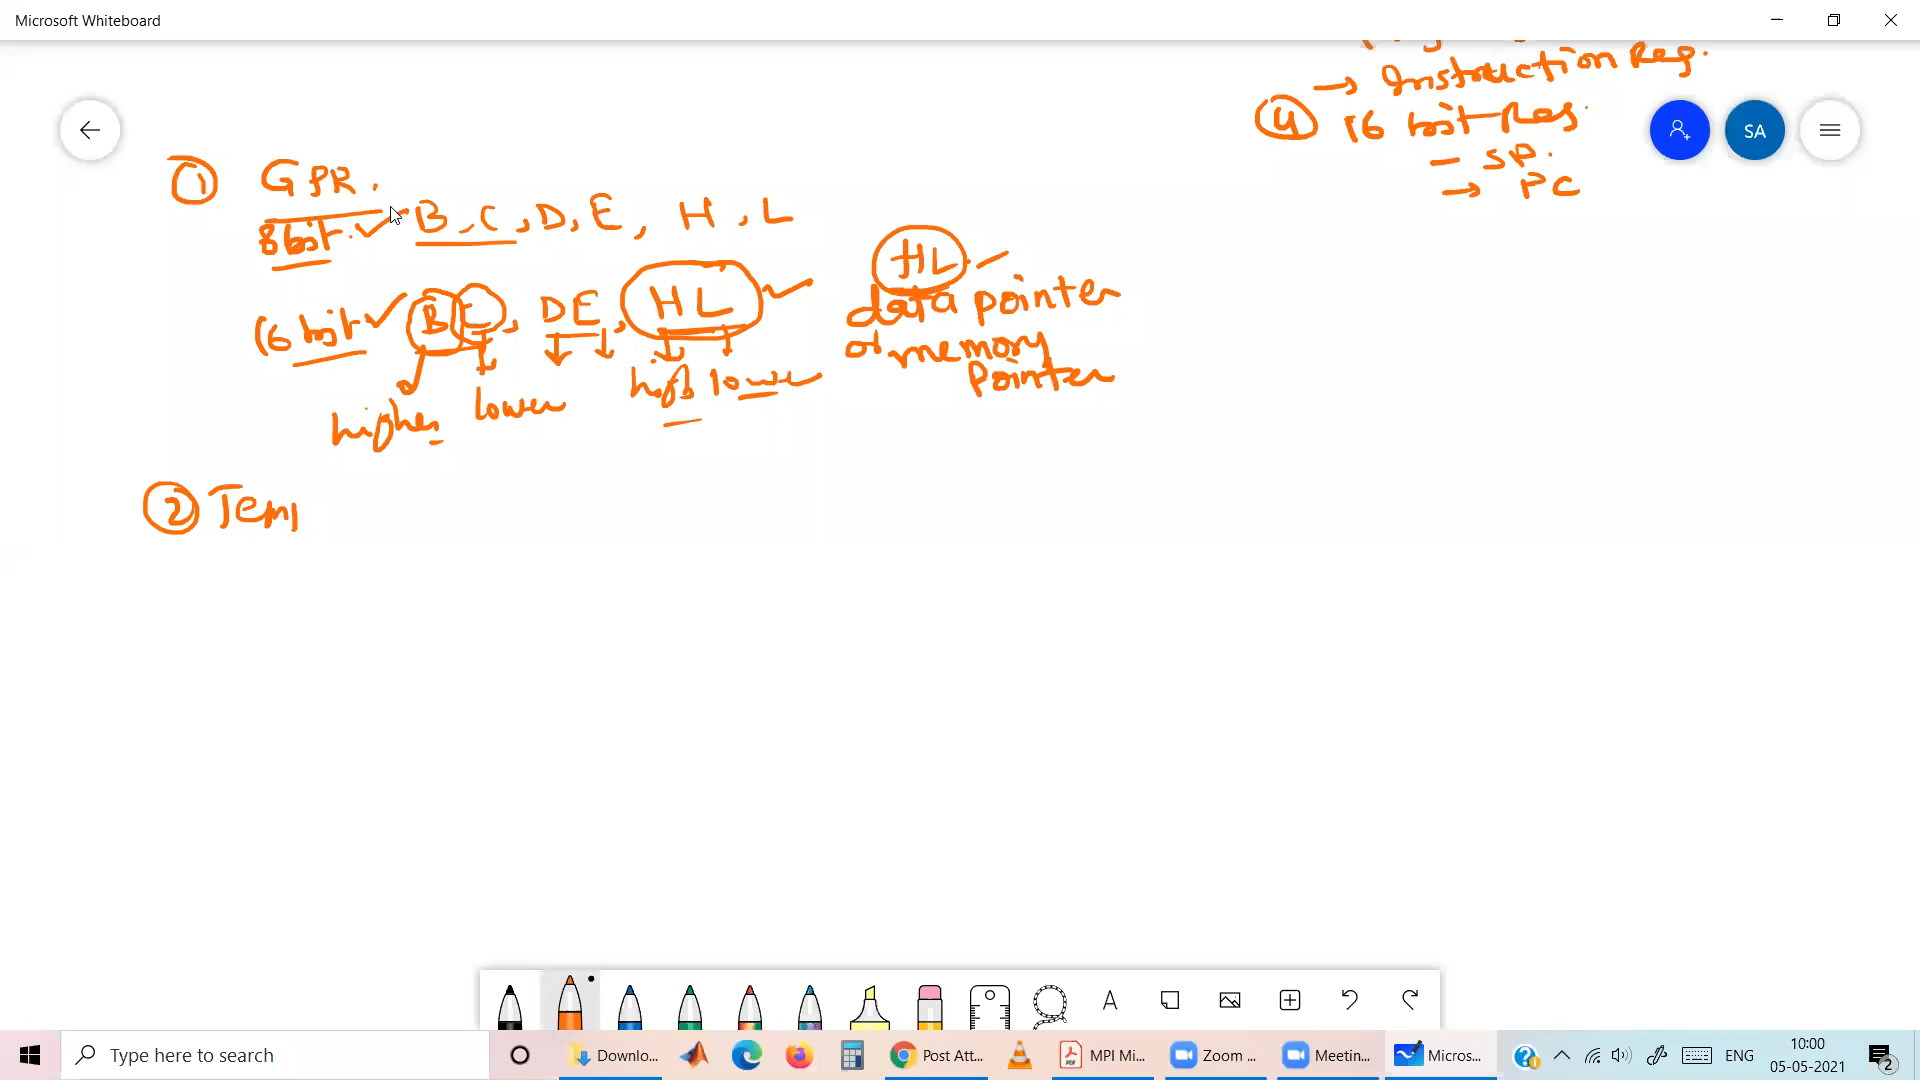 Microsoft Whiteboard
→ Instruction Reg.
④ 16 bit Reg.
– SP.
→ PC
SA
① GPR.
8 bit. ✓ B, C, D, E, H, L
16 bit ✓ BC, DE, HL ✓
higher lower high lower
HL
data pointer
or memory
Pointer
② Tem
A
Type here to search
Downlo...
Post Att...
MPI Mi...
Zoom ...
Meetin...
Micros...
ENG
10:00
05-05-2021
2